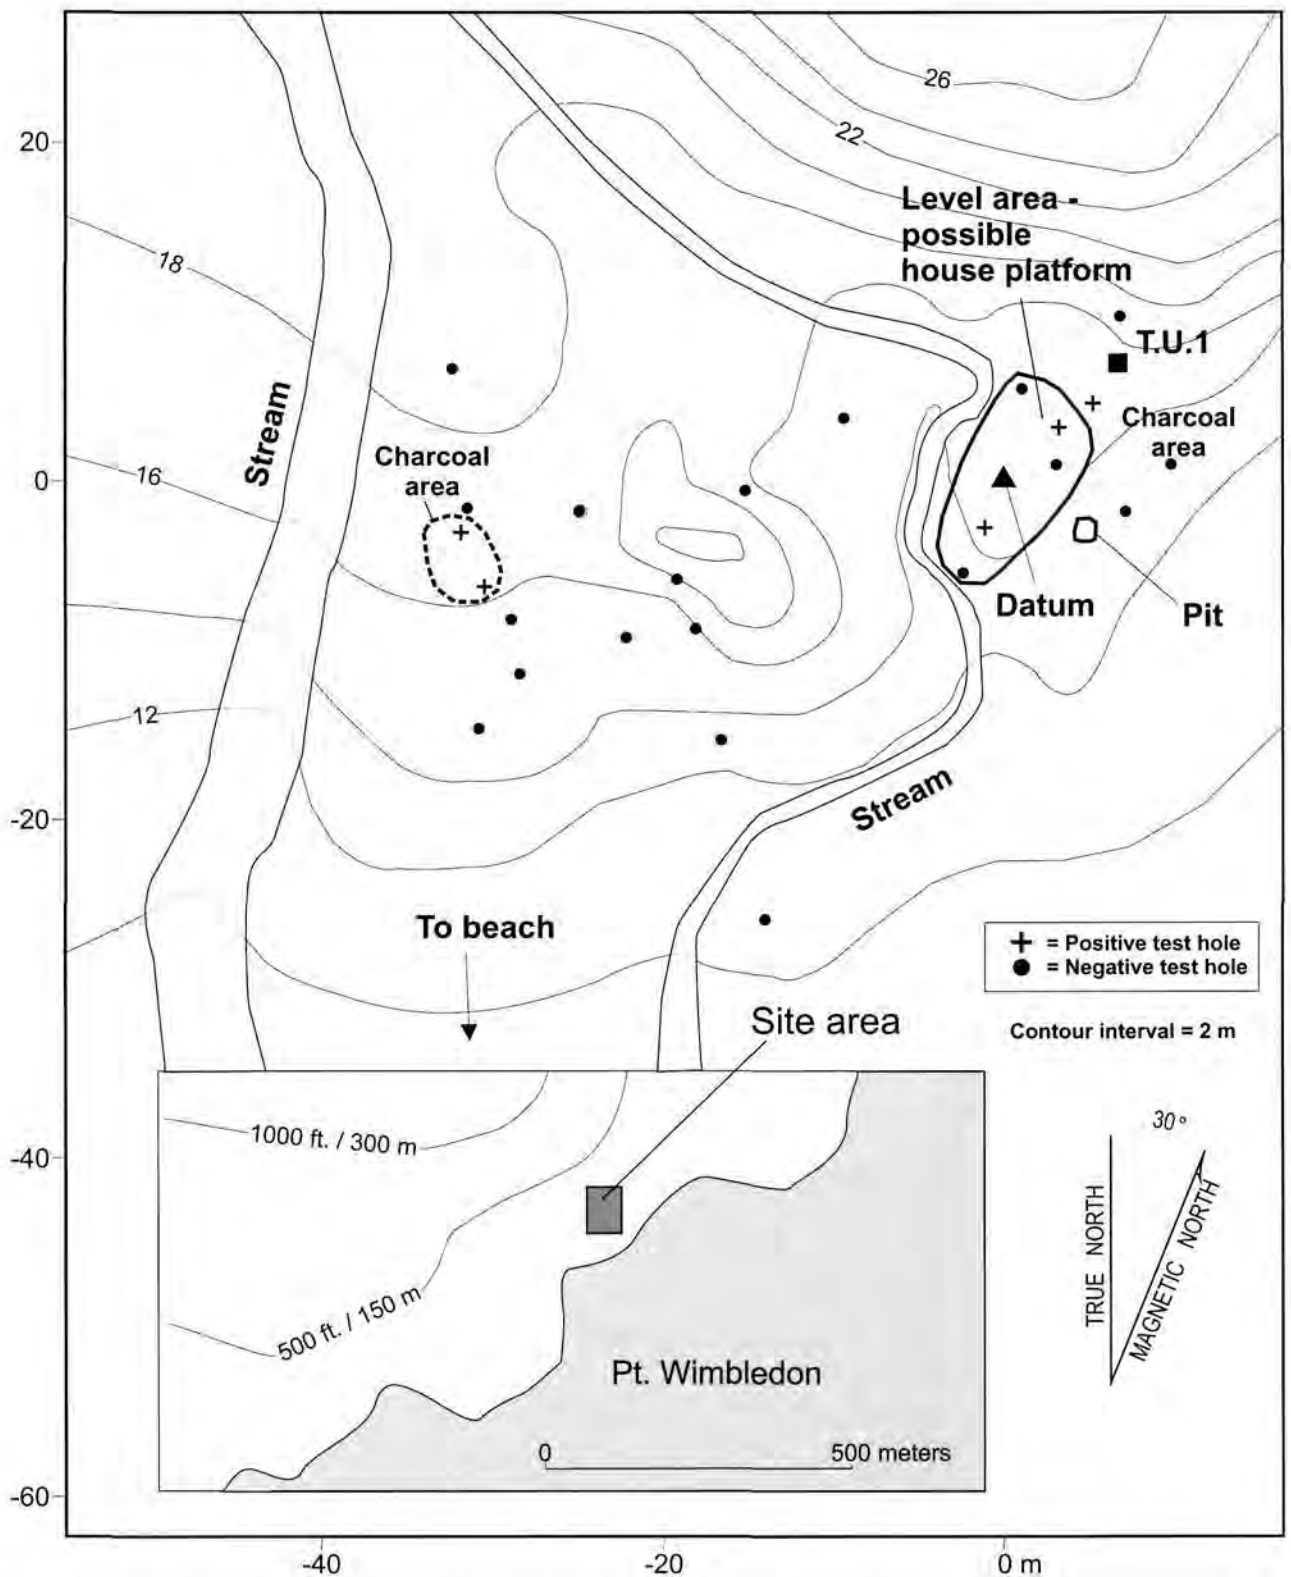 26
20
22
Level area -
possible
house platform
18
T.U.1
Stream
Charcoal
area
Charcoal
area
16
0
Datum
Pit
12
Stream
-20
To beach
+ = Positive test hole
● = Negative test hole
Site area
Contour interval = 2 m
1000 ft. / 300 m
30°
-40
TRUE NORTH
MAGNETIC NORTH
500 ft. / 150 m
Pt. Wimbledon
0 500 meters
-60
-40 -20 0 m